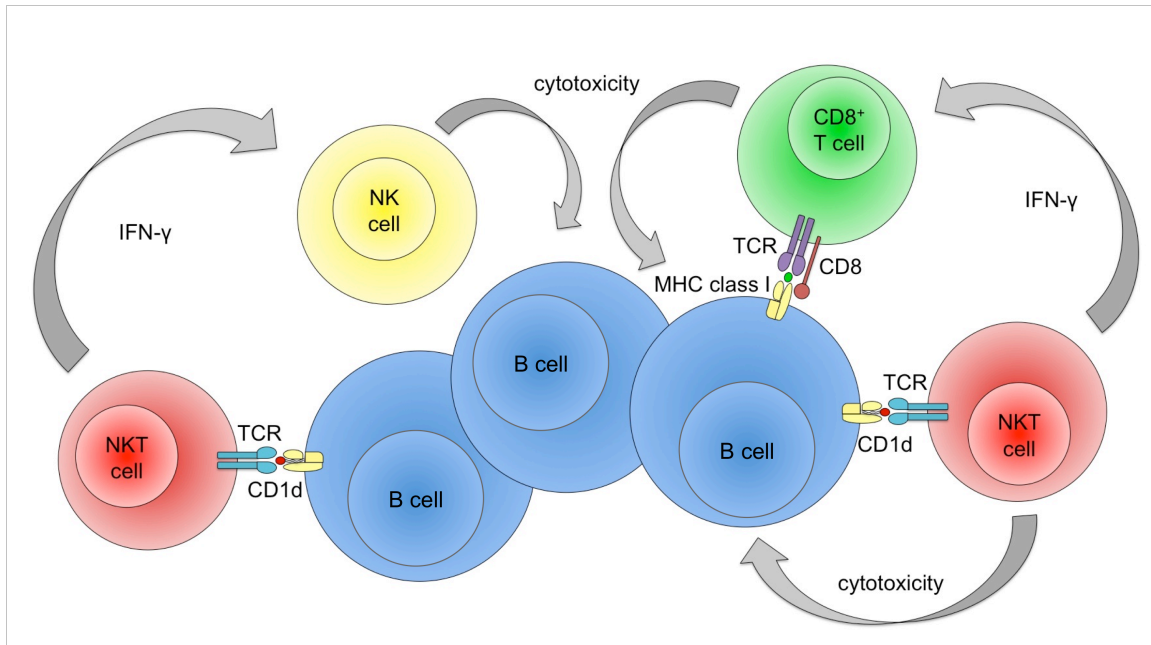 cytotoxicity
CD8⁺
T cell
NK
cell
IFN-γ
IFN-γ
TCR
CD8
MHC class I
B cell
TCR
NKT
cell
TCR
CD1d
B cell
B cell
CD1d
NKT
cell
cytotoxicity